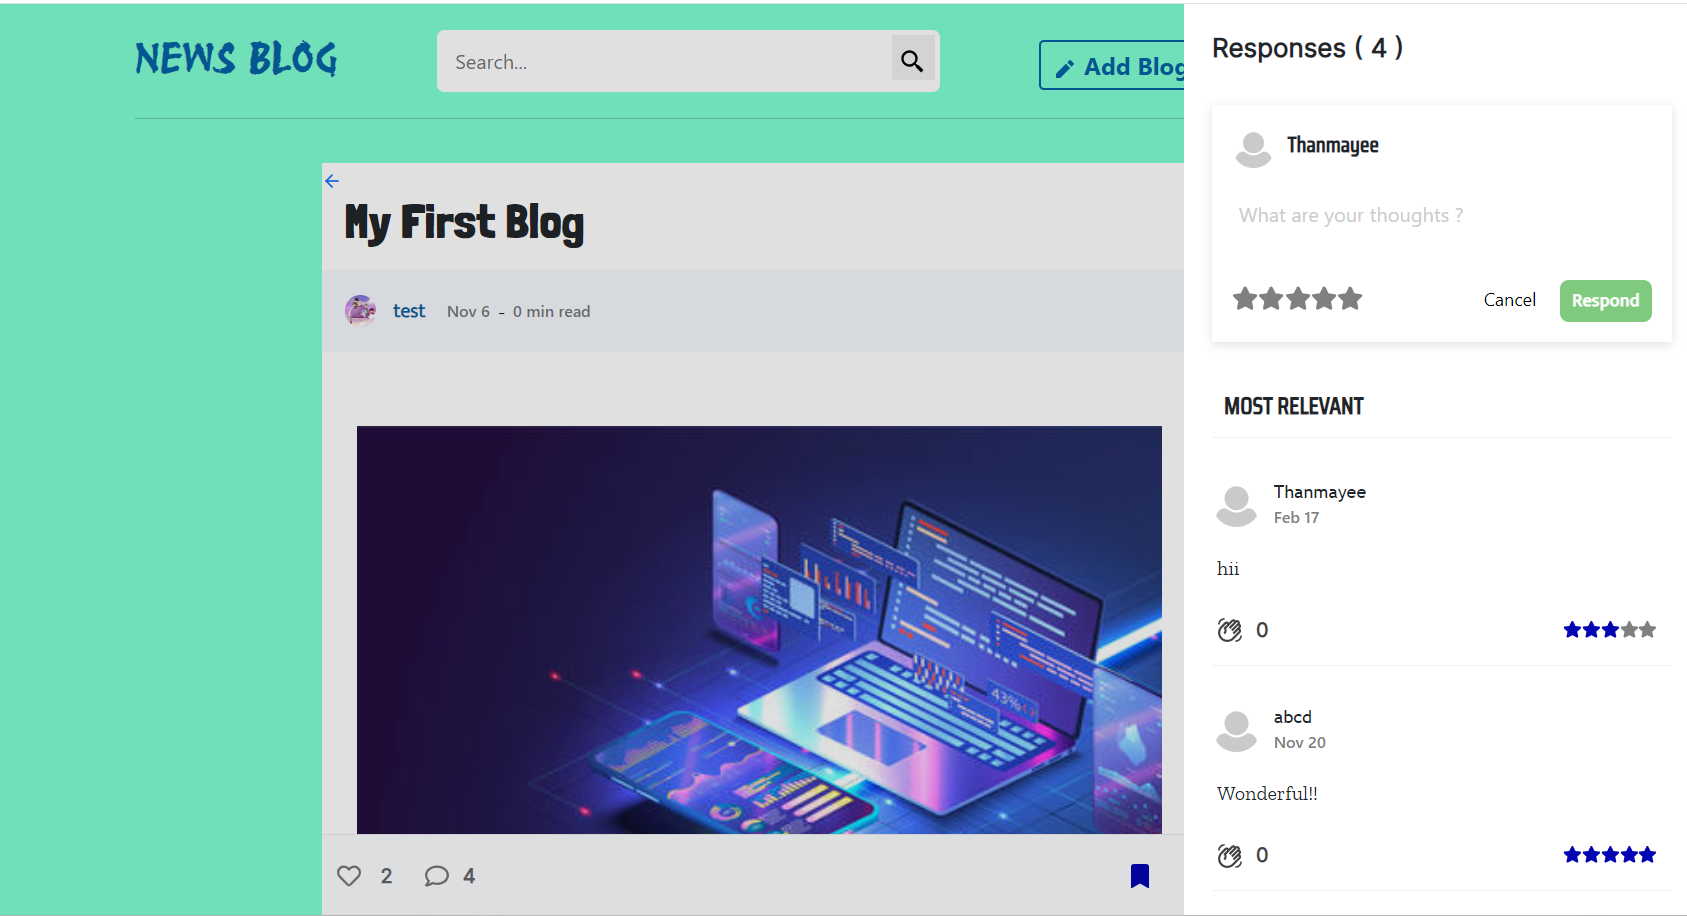 NEWS BLOG
Search...
Add Blog
My First Blog
test Nov 6 - 0 min read
43%
2 4
Responses ( 4 )
Thanmayee
What are your thoughts ?
Cancel Respond
MOST RELEVANT
Thanmayee
Feb 17
hii
0
abcd
Nov 20
Wonderful!!
0